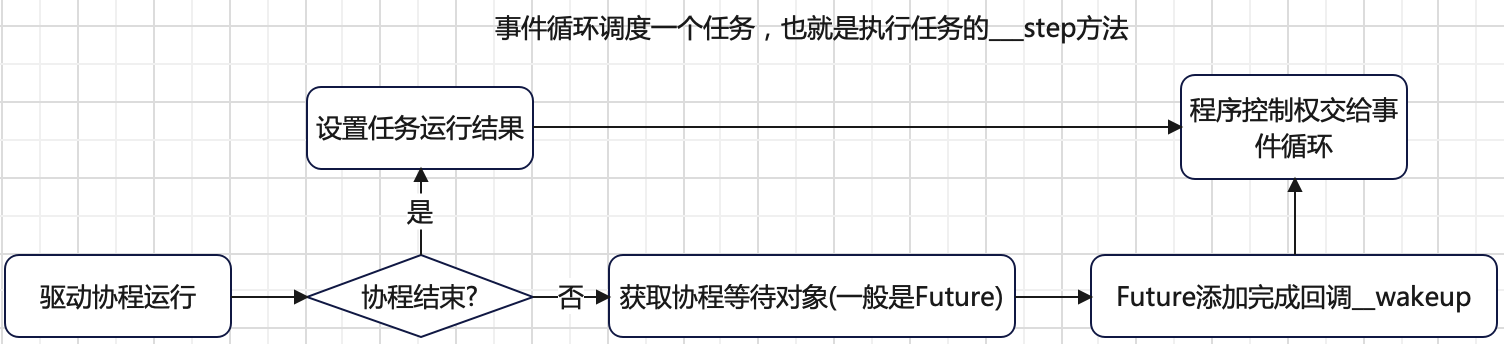 事件循环调度一个任务，也就是执行任务的___step方法
设置任务运行结果
程序控制权交给事
件循环
是
驱动协程运行
协程结束?
否
获取协程等待对象(一般是Future)
Future添加完成回调__wakeup